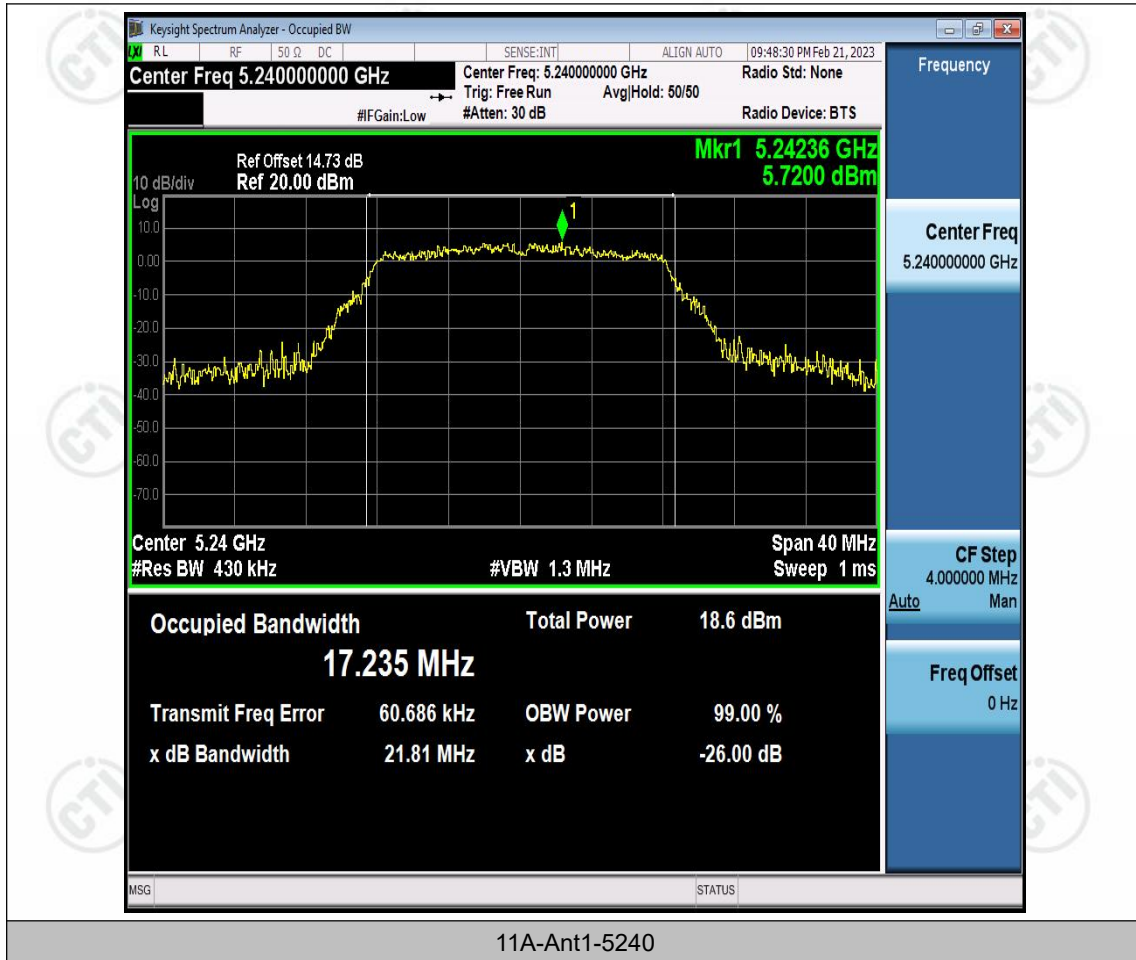 Keysight Spectrum Analyzer - Occupied BW
LXI RL RF 50 Ω DC SENSE:INT ALIGN AUTO 09:48:30 PM Feb 21, 2023
Center Freq 5.240000000 GHz
Center Freq: 5.240000000 GHz Radio Std: None
Trig: Free Run Avg|Hold: 50/50
#IFGain:Low #Atten: 30 dB Radio Device: BTS
Frequency
Mkr1 5.24236 GHz
5.7200 dBm
Ref Offset 14.73 dB
10 dB/div Ref 20.00 dBm
Log
1
10.0
0.00
-10.0
-20.0
-30.0
-40.0
-50.0
-60.0
-70.0
Center 5.24 GHz Span 40 MHz
#Res BW 430 kHz #VBW 1.3 MHz Sweep 1 ms
Center Freq
5.240000000 GHz
CF Step
4.000000 MHz
Auto Man
Freq Offset
0 Hz
Occupied Bandwidth Total Power 18.6 dBm
17.235 MHz
Transmit Freq Error 60.686 kHz OBW Power 99.00 %
x dB Bandwidth 21.81 MHz x dB -26.00 dB
MSG STATUS
11A-Ant1-5240
CTI
CTI
CTI
CTI
CTI
CTI